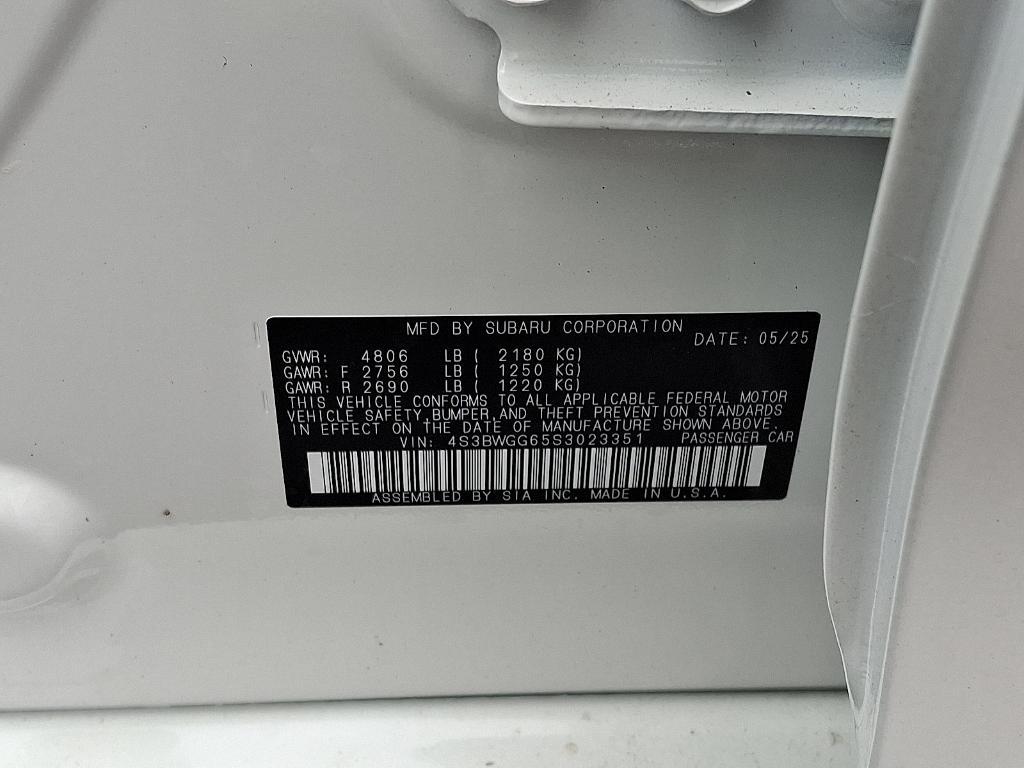 MFD BY SUBARU CORPORATION
DATE: 05/25
GVWR: 4806 LB ( 2180 KG)
GAWR: F 2756 LB ( 1250 KG)
GAWR: R 2690 LB ( 1220 KG)
THIS VEHICLE CONFORMS TO ALL APPLICABLE FEDERAL MOTOR
VEHICLE SAFETY, BUMPER, AND THEFT PREVENTION STANDARDS
IN EFFECT ON THE DATE OF MANUFACTURE SHOWN ABOVE.
VIN: 4S3BWGG65S3023351 PASSENGER CAR
ASSEMBLED BY SIA INC. MADE IN U.S.A.